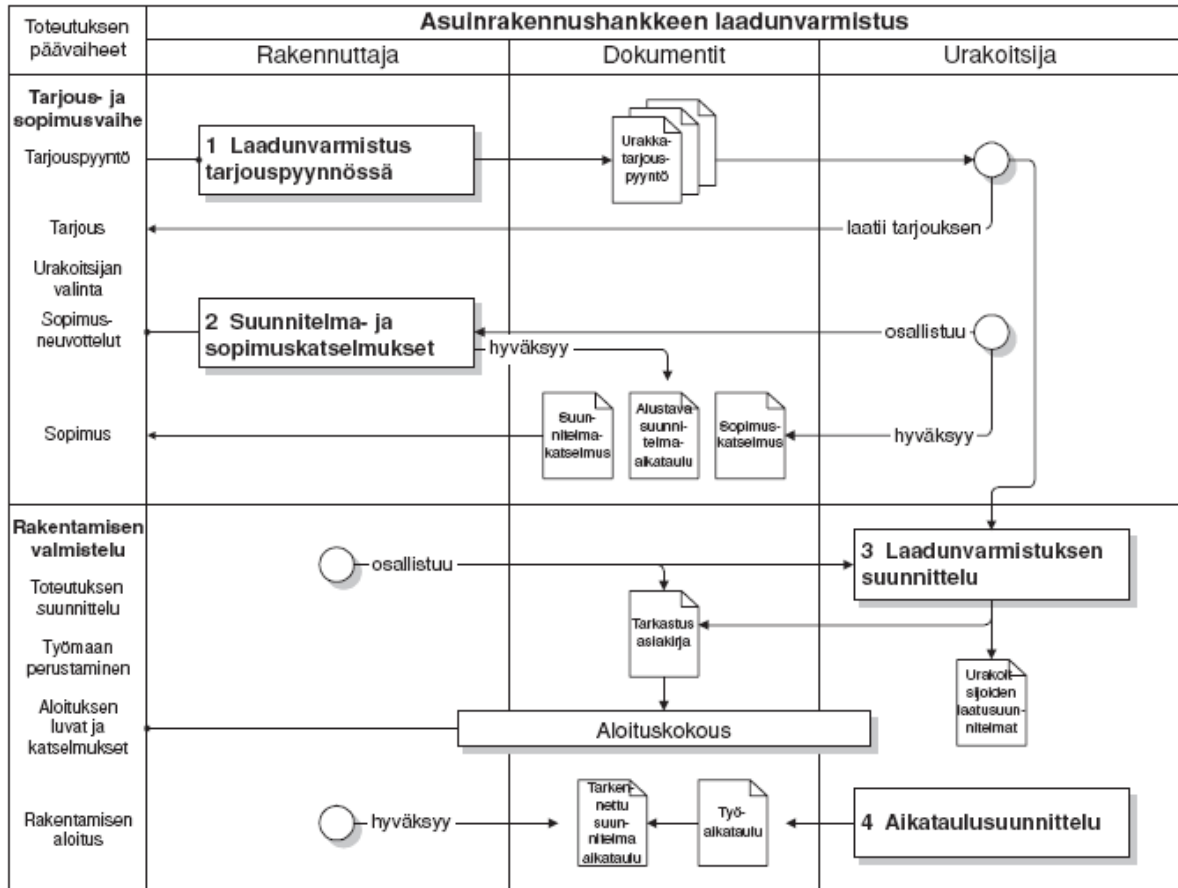 Toteutuksen
päävaiheet
Asuinrakennushankkeen laadunvarmistus
Rakennuttaja
Dokumentit
Urakoitsija
Tarjous- ja
sopimusvaihe
Tarjouspyyntö
1 Laadunvarmistus
tarjouspyynnössä
Urakka-
tarjous-
pyyntö
Tarjous
laatii tarjouksen
Urakoitsijan
valinta
Sopimus-
neuvottelut
2 Suunnitelma- ja
sopimuskatselmukset
osallistuu
hyväksyy
Sopimus
Suun-
nitelma-
katselmus
Alustava
suunni-
telma-
aikataulu
Sopimus-
katselmus
hyväksyy
Rakentamisen
valmistelu
Toteutuksen
suunnittelu
osallistuu
3 Laadunvarmistuksen
suunnittelu
Tarkastus
asiakirja
Työmaan
perustaminen
Urakoit
sijoiden
laatusuun-
nitelmat
Aloituksen
luvat ja
katselmukset
Aloituskokous
Rakentamisen
aloitus
hyväksyy
Tarken-
nettu
suun-
nitelma
aikataulu
Työ-
aikataulu
4 Aikataulusuunnittelu